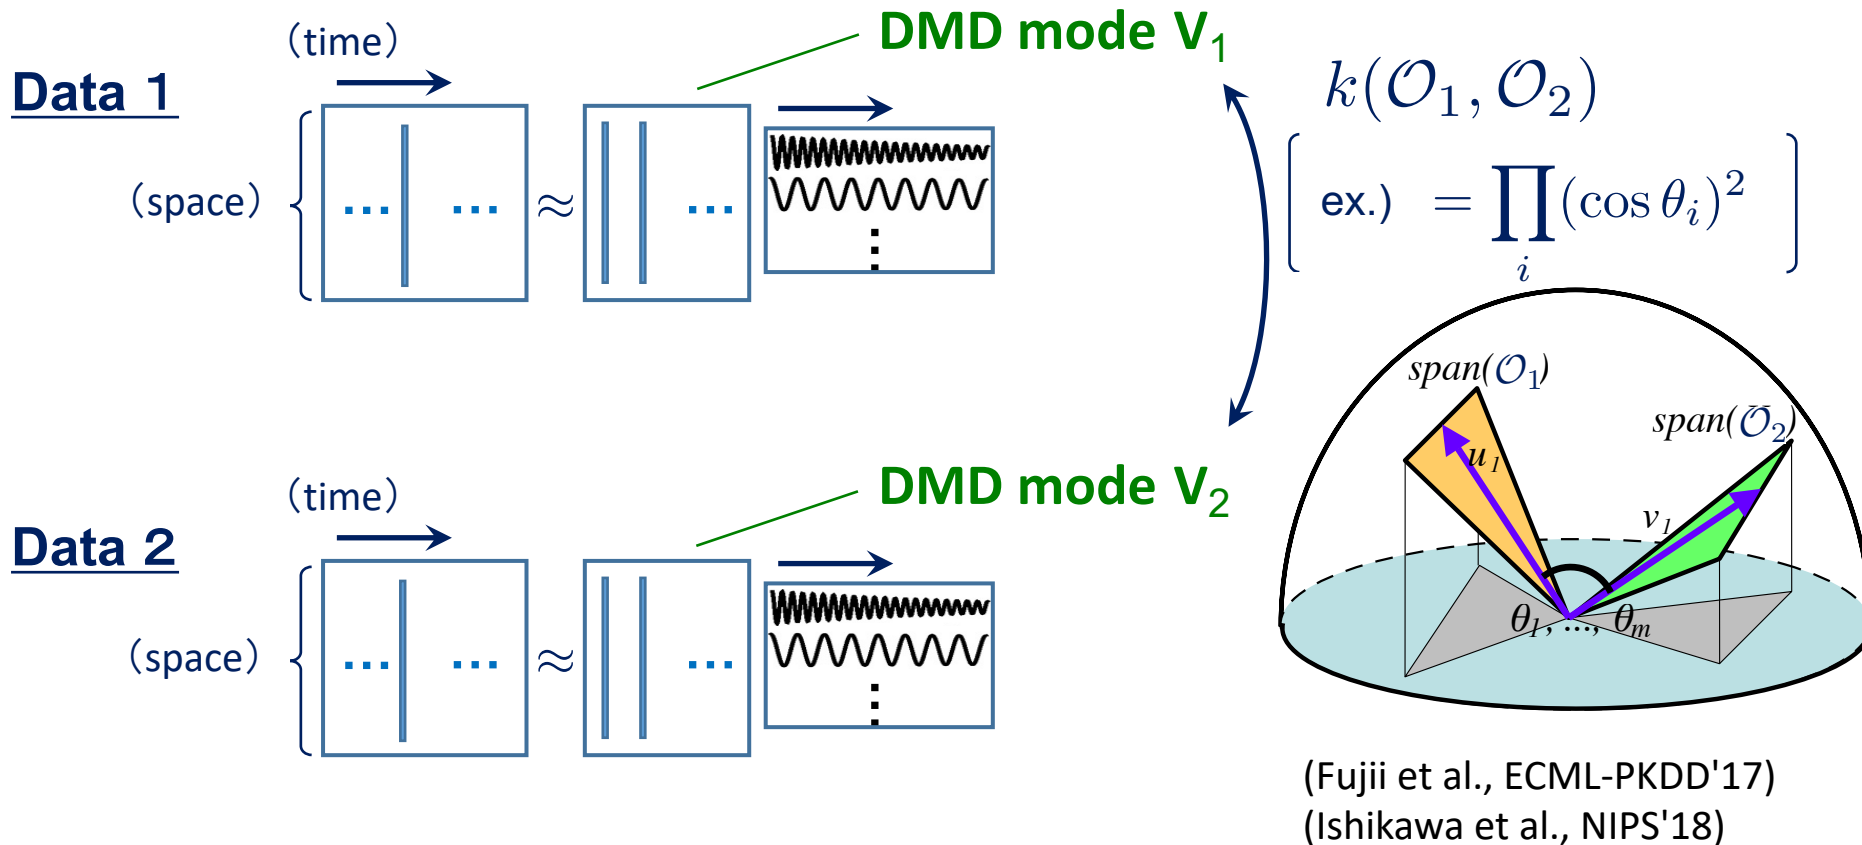 Data 1
（time）
（space）
... ...
≈
...
DMD mode V₁
k(𝒪₁, 𝒪₂)
ex.) = ∏ᵢ (cos θᵢ)²
span(𝒪₁)
span(𝒪₂)
u₁
v₁
θ₁, ..., θₘ
Data 2
（time）
（space）
... ...
≈
...
DMD mode V₂
(Fujii et al., ECML-PKDD'17)
(Ishikawa et al., NIPS'18)